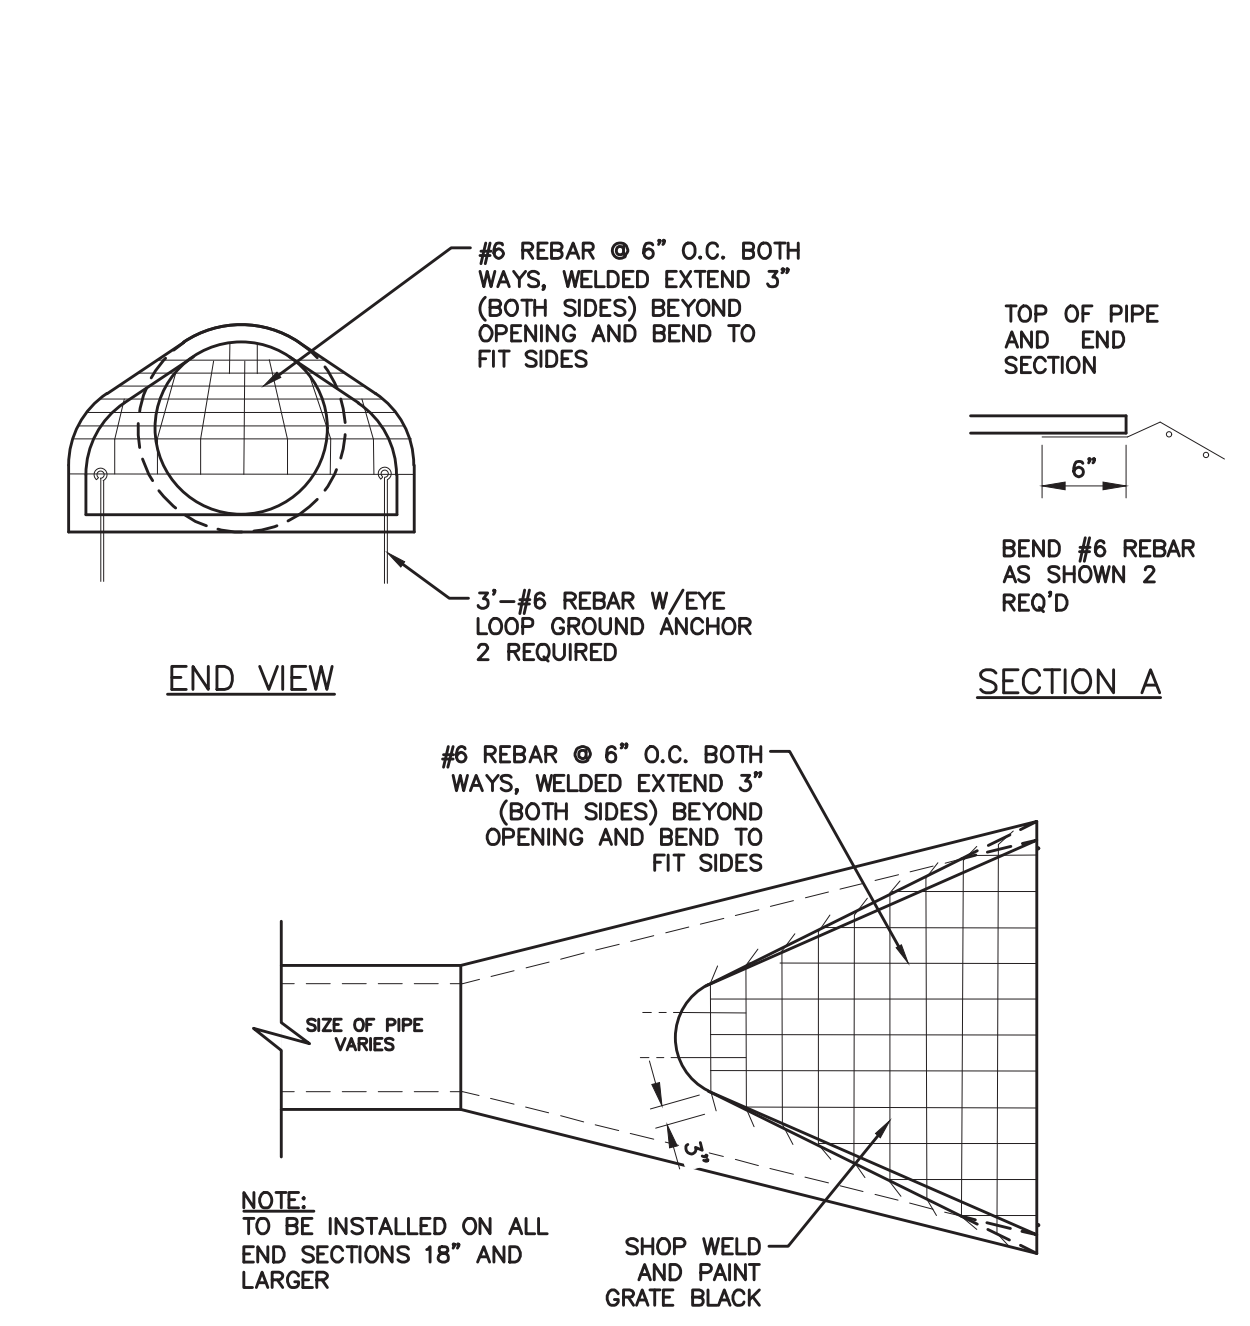 #6 REBAR @ 6" O.C. BOTH
WAYS, WELDED EXTEND 3"
(BOTH SIDES) BEYOND
OPENING AND BEND TO
FIT SIDES
TOP OF PIPE
AND END
SECTION
6"
BEND #6 REBAR
AS SHOWN 2
REQ'D
3'-#6 REBAR W/EYE
LOOP GROUND ANCHOR
2 REQUIRED
END VIEW
SECTION A
#6 REBAR @ 6" O.C. BOTH
WAYS, WELDED EXTEND 3"
(BOTH SIDES) BEYOND
OPENING AND BEND TO
FIT SIDES
SIZE OF PIPE
VARIES
3"
NOTE:
TO BE INSTALLED ON ALL
END SECTIONS 18" AND
LARGER
SHOP WELD
AND PAINT
GRATE BLACK